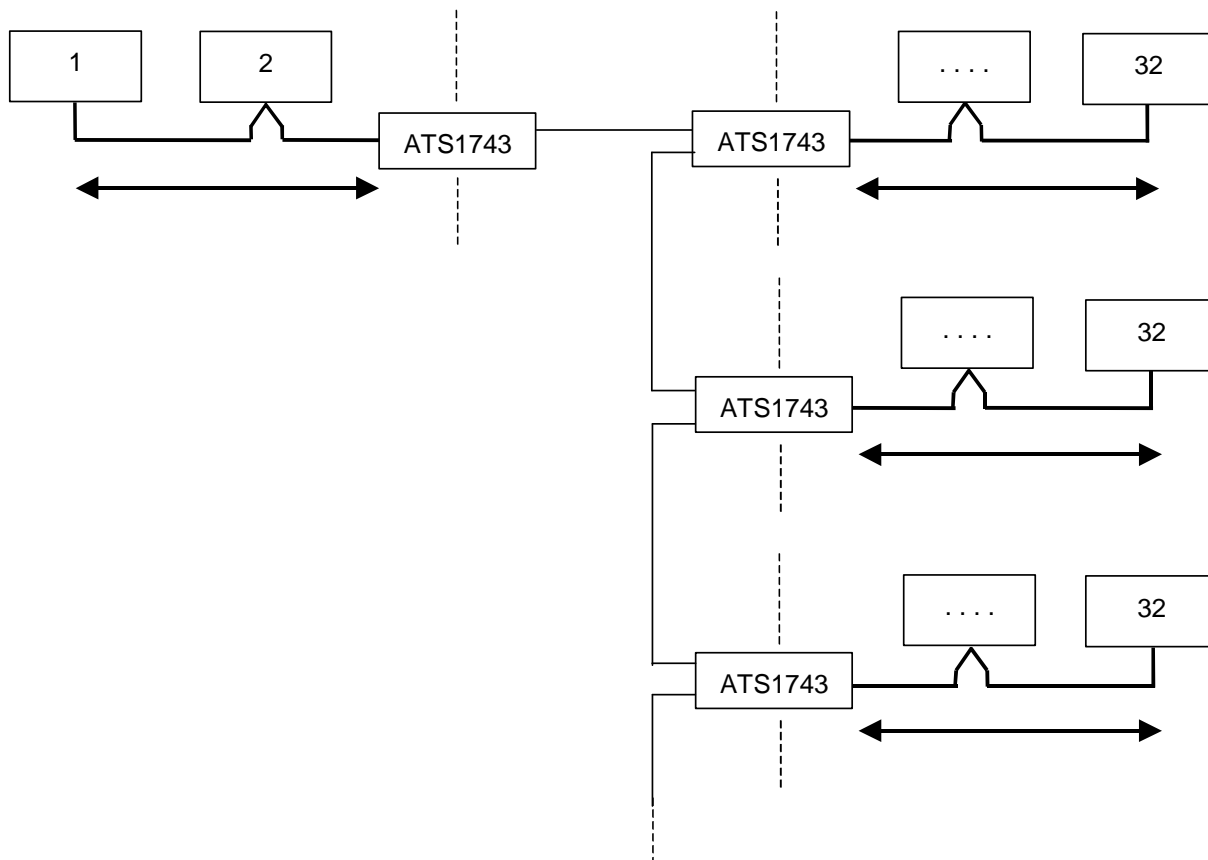 1
2
. . . .
32
ATS1743
ATS1743
. . . .
32
ATS1743
. . . .
32
ATS1743